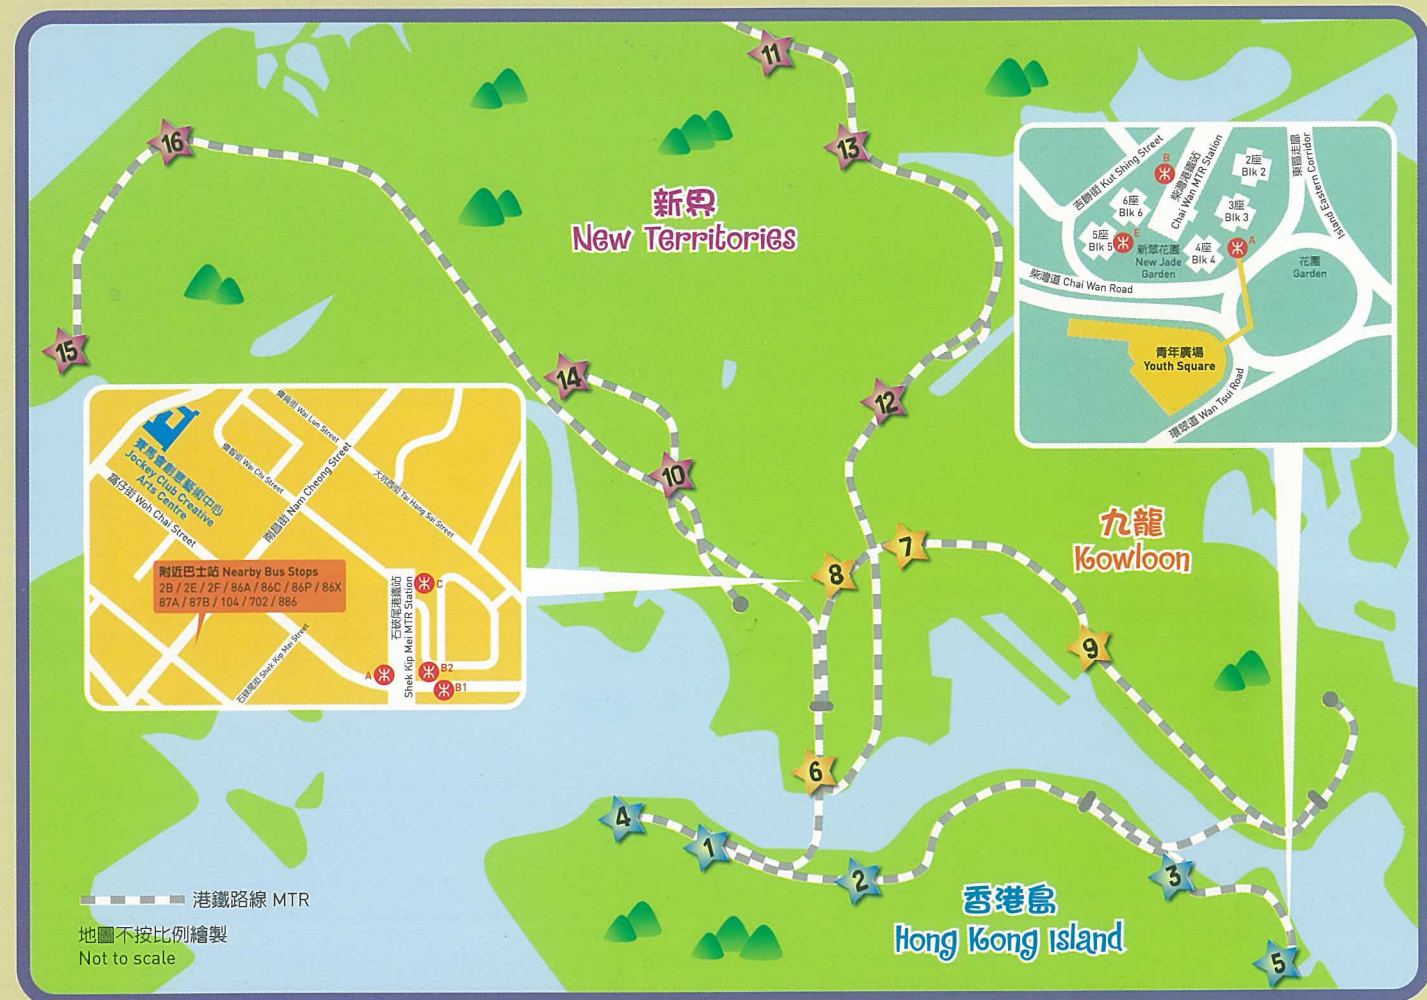 11
16
13
新界
New Territories
15
14
12
10
7
8
九龍
Kowloon
9
6
4
1
2
3
香港島
Hong Kong Island
5
吉勝街 Kut Shing Street
B
柴灣港鐵站
Chai Wan MTR Station
2座
Blk 2
東區走廊
Island Eastern Corridor
6座
Blk 6
3座
Blk 3
5座
Blk 5
E
新翠花園
New Jade
Garden
4座
Blk 4
A
花園
Garden
柴灣道 Chai Wan Road
青年廣場
Youth Square
環翠道 Wan Tsui Road
偉倫街 Wai Lun Street
賽馬會創意藝術中心
Jockey Club Creative
Arts Centre
偉智街 Wai Chi Street
南昌街 Nam Cheong Street
大坑西街 Tai Hang Sai Street
窩仔街 Woh Chai Street
附近巴士站 Nearby Bus Stops
2B / 2E / 2F / 86A / 86C / 86P / 86X
87A / 87B / 104 / 702 / 886
石硤尾港鐵站
Shek Kip Mei MTR Station
C
石硤尾街 Shek Kip Mei Street
A
B2
B1
港鐵路線 MTR
地圖不按比例繪製
Not to scale